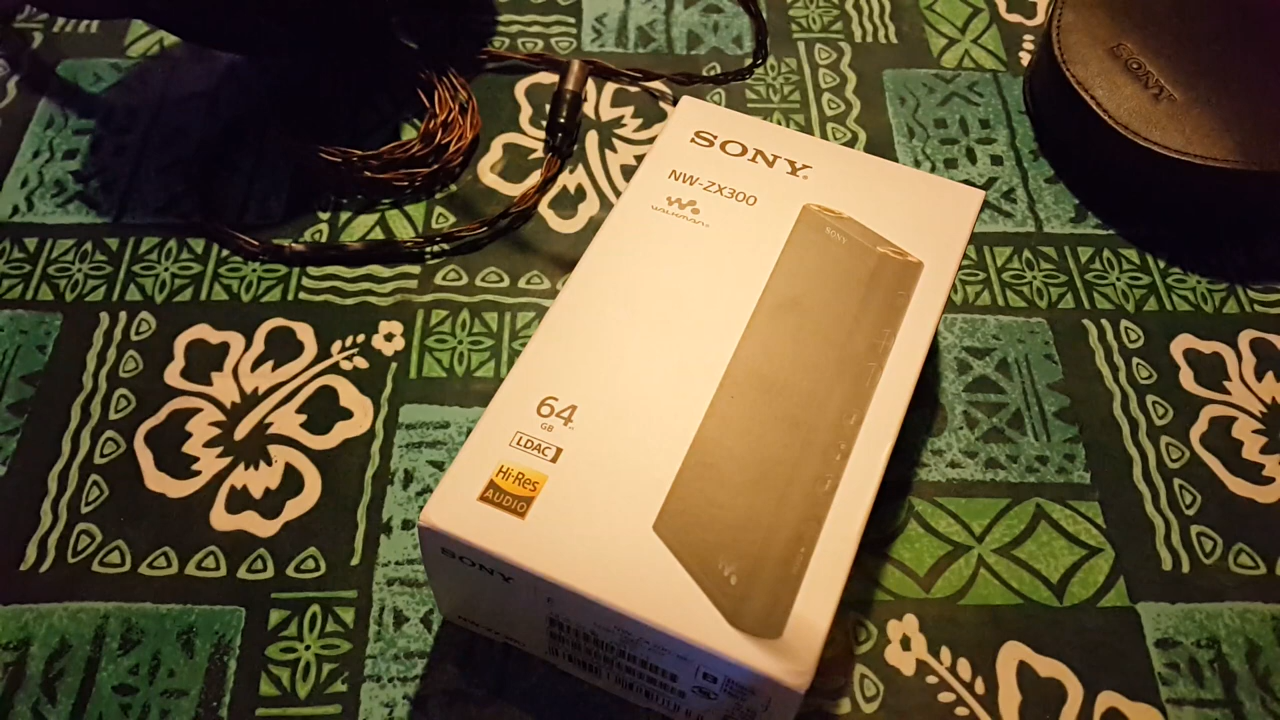 SONY
SONY
NW-ZX300
WALKMAN
SONY
64
GB
LDAC
Hi-Res
AUDIO
SONY